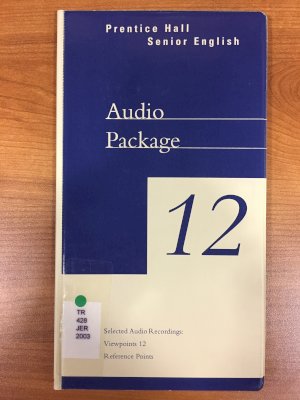 Prentice Hall
Senior English
Audio
Package
12
TR
428
JER
2003
Selected Audio Recordings:
Viewpoints 12
Reference Points